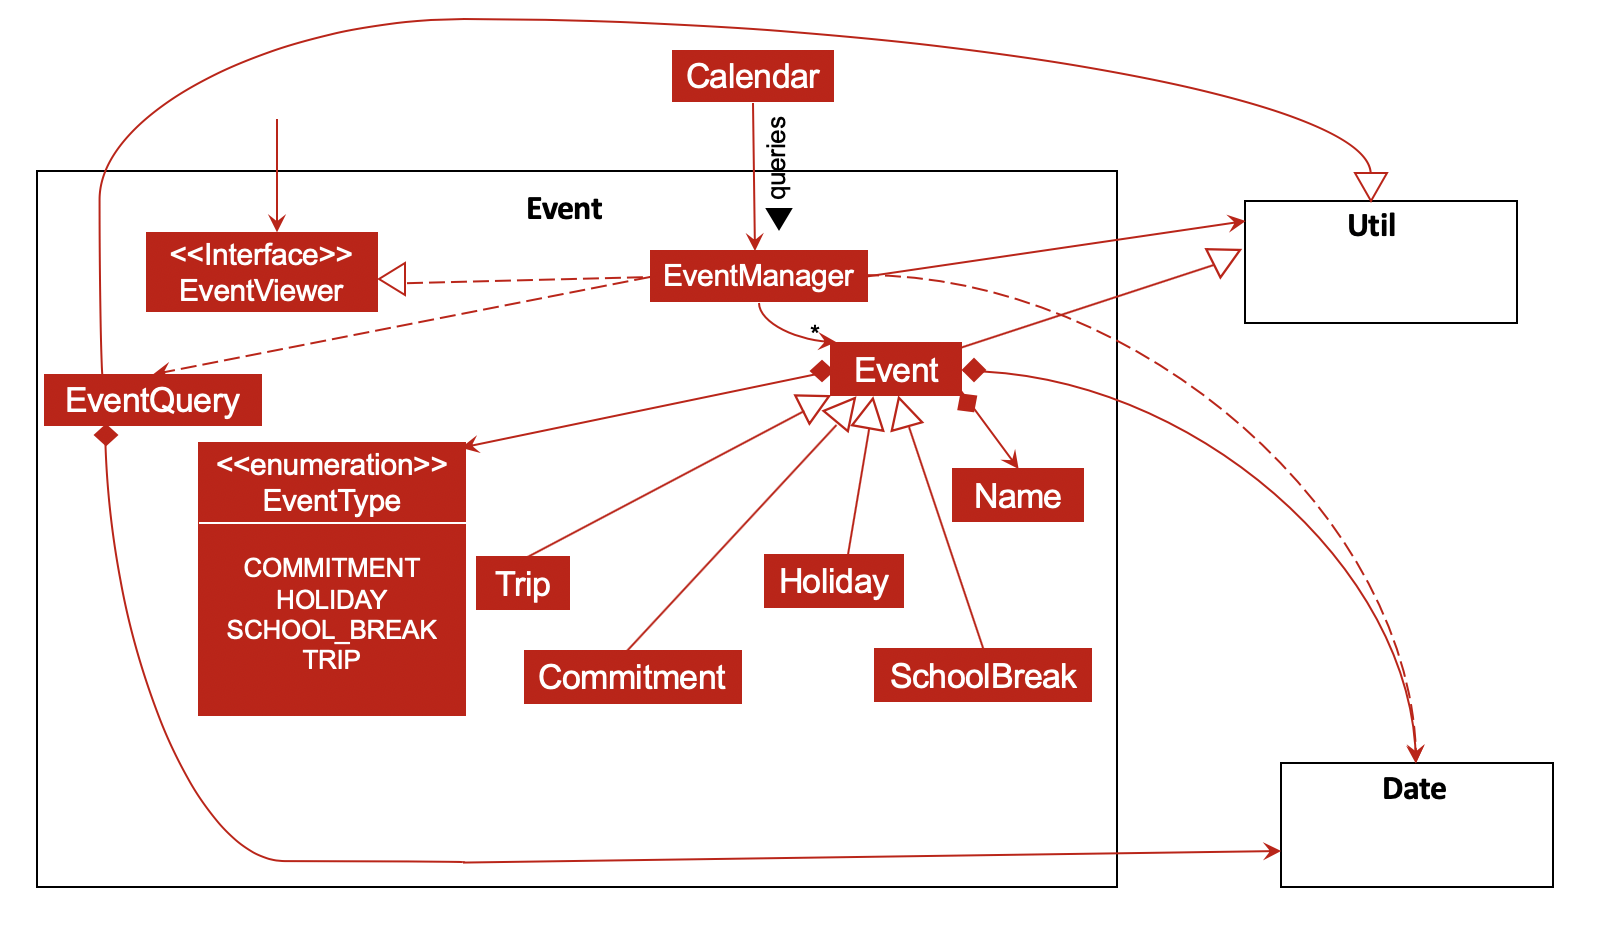 Calendar
queries
Event
Util
<<Interface>>
EventViewer
EventManager
*
Event
EventQuery
<<enumeration>>
EventType
COMMITMENT
HOLIDAY
SCHOOL_BREAK
TRIP
Name
Trip
Holiday
Commitment
SchoolBreak
Date